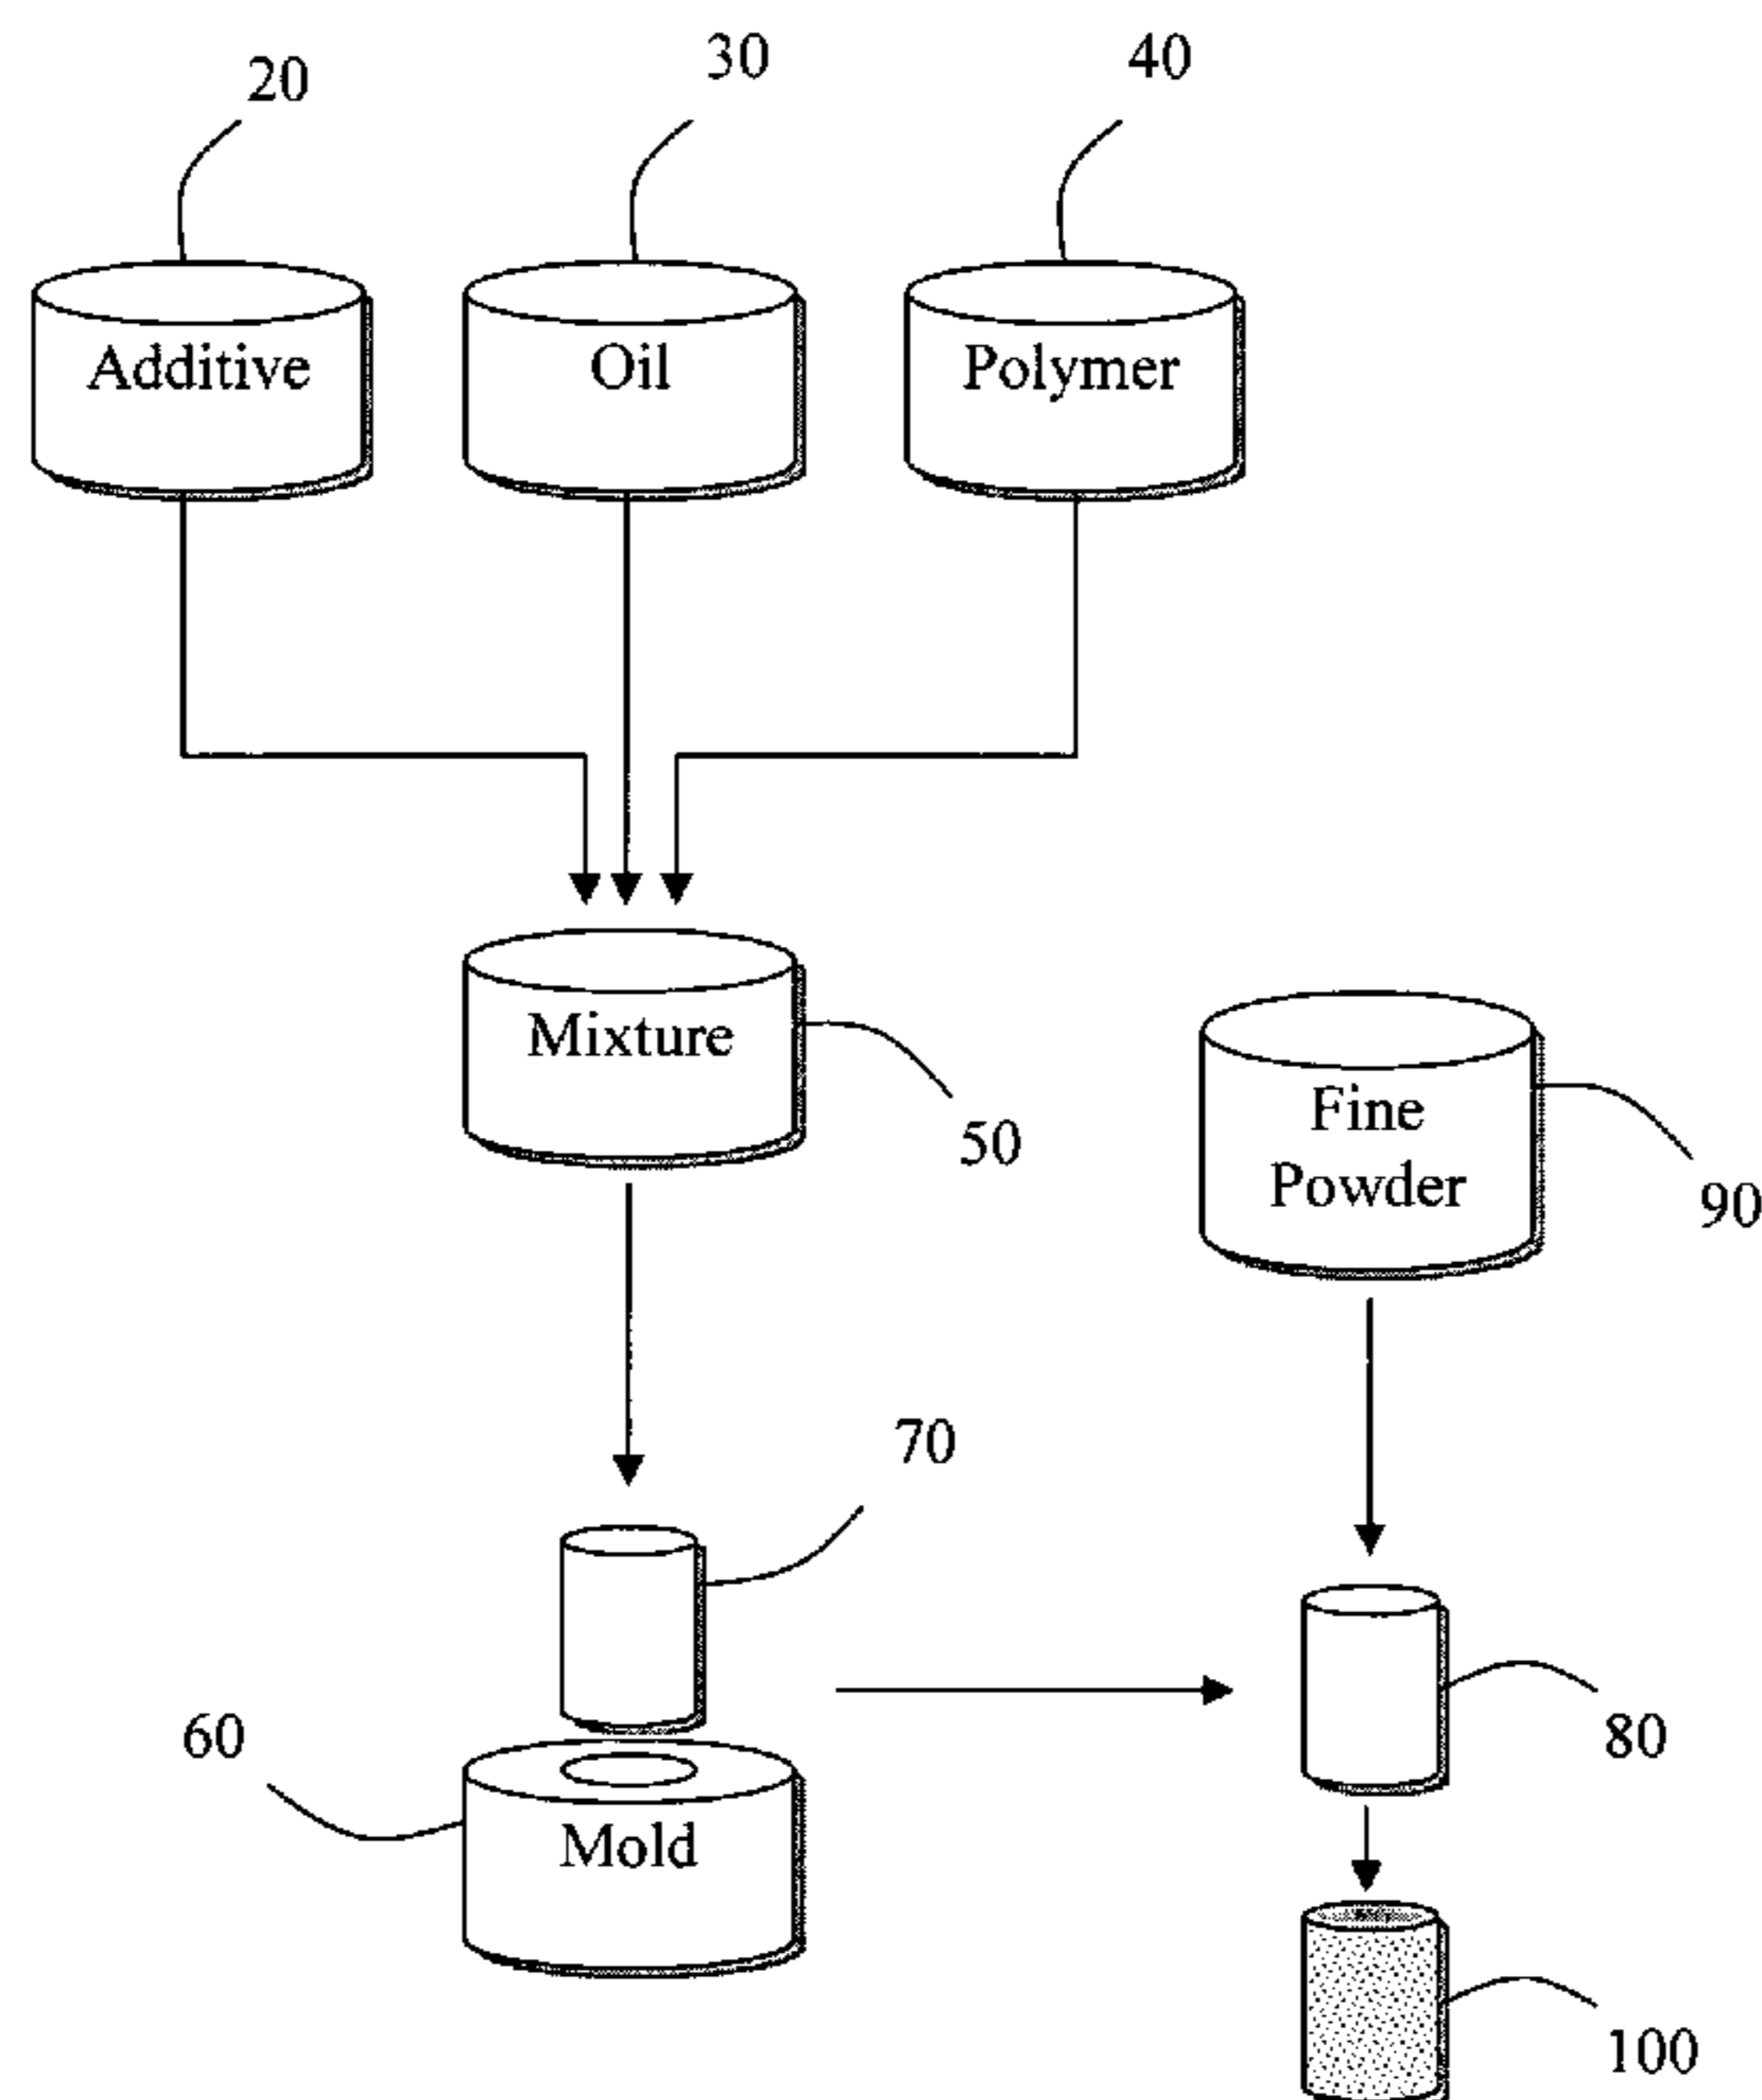 20
30
40
Additive
Oil
Polymer
Mixture
50
Fine
Powder
90
70
60
80
Mold
100